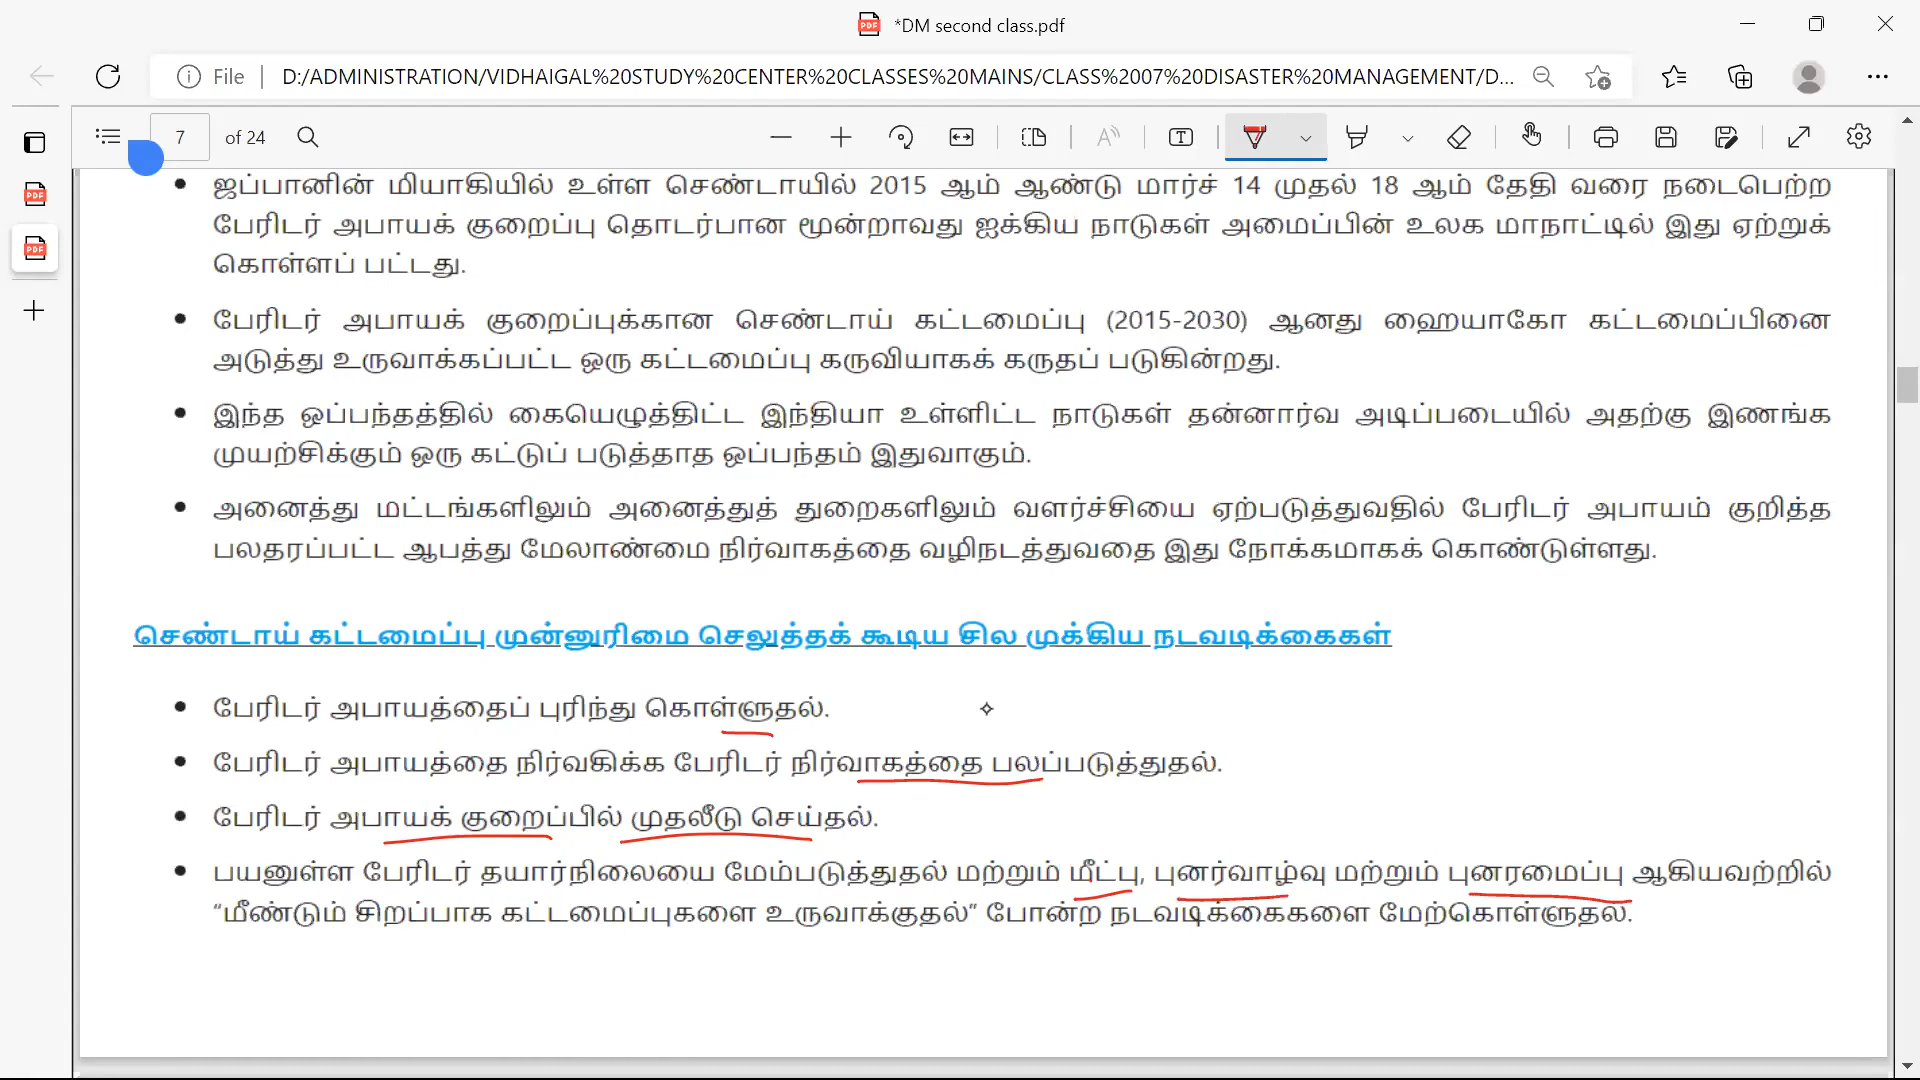 *DM second class.pdf
File D:/ADMINISTRATION/VIDHAIGAL%20STUDY%20CENTER%20CLASSES%20MAINS/CLASS%2007%20DISASTER%20MANAGEMENT/D...
7 of 24
ஜப்பானின் மியாகியில் உள்ள செண்டாயில் 2015 ஆம் ஆண்டு மார்ச் 14 முதல் 18 ஆம் தேதி வரை நடைபெற்ற
பேரிடர் அபாயக் குறைப்பு தொடர்பான மூன்றாவது ஐக்கிய நாடுகள் அமைப்பின் உலக மாநாட்டில் இது ஏற்றுக்
கொள்ளப் பட்டது.
பேரிடர் அபாயக் குறைப்புக்கான செண்டாய் கட்டமைப்பு (2015-2030) ஆனது ஹையாகோ கட்டமைப்பினை
அடுத்து உருவாக்கப்பட்ட ஒரு கட்டமைப்பு கருவியாகக் கருதப் படுகின்றது.
இந்த ஒப்பந்தத்தில் கையெழுத்திட்ட இந்தியா உள்ளிட்ட நாடுகள் தன்னார்வ அடிப்படையில் அதற்கு இணங்க
முயற்சிக்கும் ஒரு கட்டுப் படுத்தாத ஒப்பந்தம் இதுவாகும்.
அனைத்து மட்டங்களிலும் அனைத்துத் துறைகளிலும் வளர்ச்சியை ஏற்படுத்துவதில் பேரிடர் அபாயம் குறித்த
பலதரப்பட்ட ஆபத்து மேலாண்மை நிர்வாகத்தை வழிநடத்துவதை இது நோக்கமாகக் கொண்டுள்ளது.
செண்டாய் கட்டமைப்பு முன்னுரிமை செலுத்தக் கூடிய சில முக்கிய நடவடிக்கைகள்
பேரிடர் அபாயத்தைப் புரிந்து கொள்ளுதல்.
பேரிடர் அபாயத்தை நிர்வகிக்க பேரிடர் நிர்வாகத்தை பலப்படுத்துதல்.
பேரிடர் அபாயக் குறைப்பில் முதலீடு செய்தல்.
பயனுள்ள பேரிடர் தயார்நிலையை மேம்படுத்துதல் மற்றும் மீட்பு, புனர்வாழ்வு மற்றும் புனரமைப்பு ஆகியவற்றில்
“மீண்டும் சிறப்பாக கட்டமைப்புகளை உருவாக்குதல்” போன்ற நடவடிக்கைகளை மேற்கொள்ளுதல்.